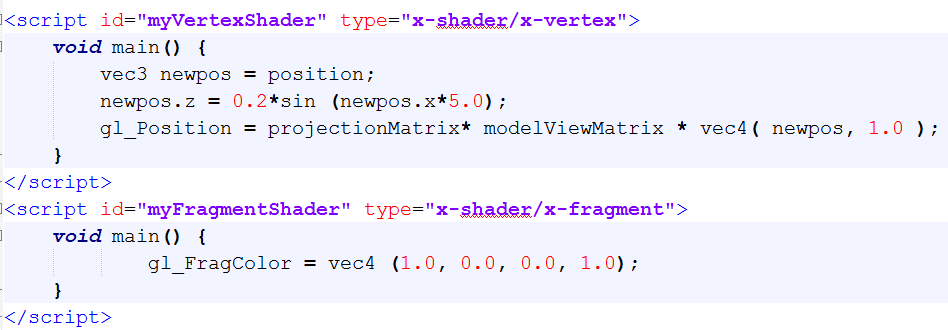 <script id="myVertexShader" type="x-shader/x-vertex">
    void main() {
        vec3 newpos = position;
        newpos.z = 0.2*sin (newpos.x*5.0);
        gl_Position = projectionMatrix* modelViewMatrix * vec4( newpos, 1.0 );
    }
</script>
<script id="myFragmentShader" type="x-shader/x-fragment">
    void main() {
            gl_FragColor = vec4 (1.0, 0.0, 0.0, 1.0);
    }
</script>